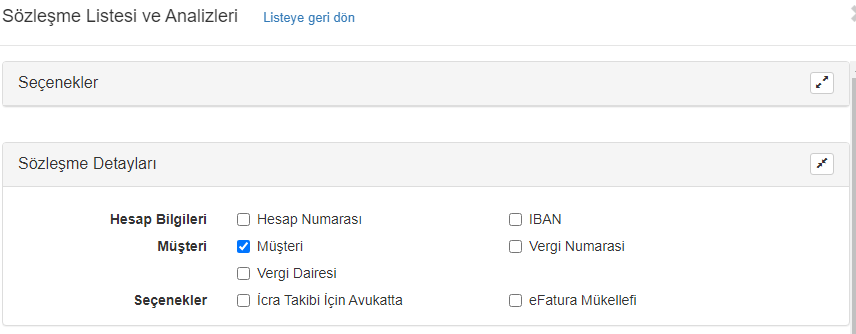 Sözleşme Listesi ve Analizleri Listeye geri dön
Seçenekler
Sözleşme Detayları
Hesap Bilgileri Hesap Numarası IBAN
Müşteri Müşteri Vergi Numarasi
Vergi Dairesi
Seçenekler İcra Takibi İçin Avukatta eFatura Mükellefi